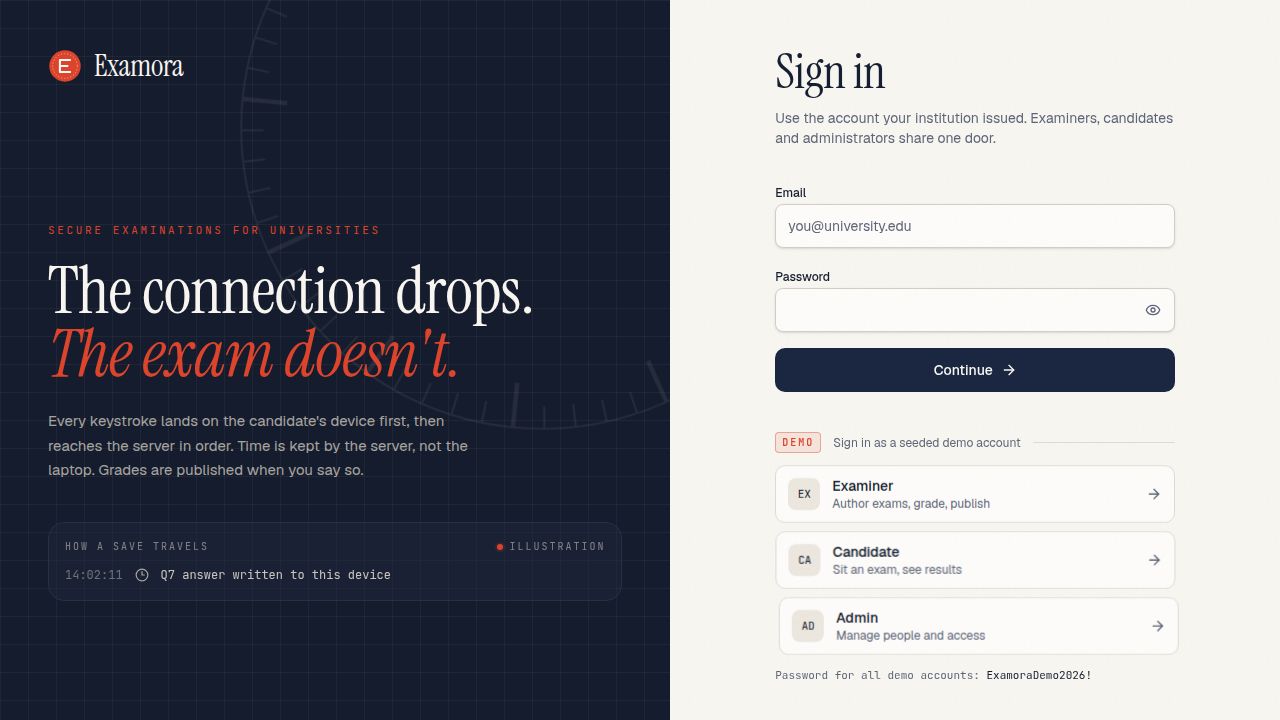 Examora
SECURE EXAMINATIONS FOR UNIVERSITIES
The connection drops.
The exam doesn't.
Every keystroke lands on the candidate's device first, then
reaches the server in order. Time is kept by the server, not the
laptop. Grades are published when you say so.
HOW A SAVE TRAVELS
ILLUSTRATION
14:02:11 Q7 answer written to this device
Sign in
Use the account your institution issued. Examiners, candidates
and administrators share one door.
Email
you@university.edu
Password
Continue
DEMO Sign in as a seeded demo account
EX
Examiner
Author exams, grade, publish
CA
Candidate
Sit an exam, see results
AD
Admin
Manage people and access
Password for all demo accounts: ExamoraDemo2026!